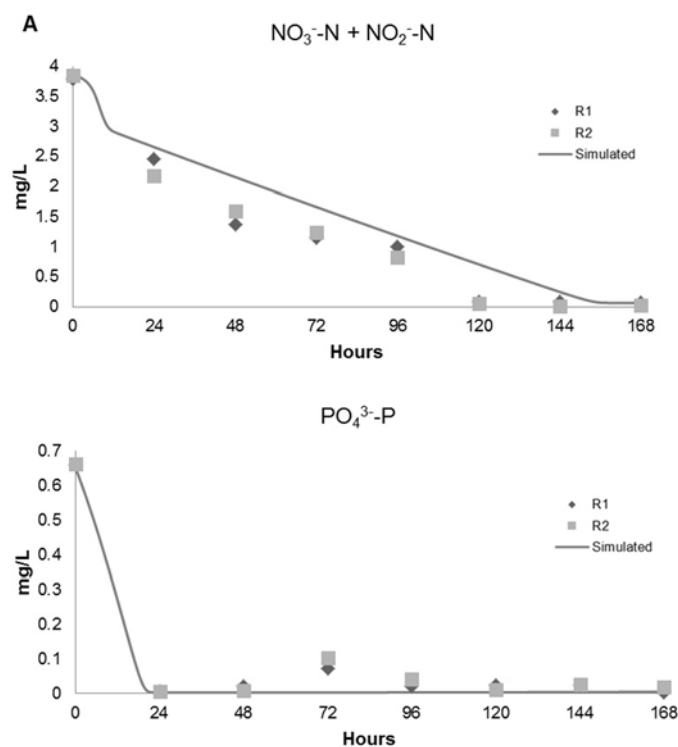 A
NO₃⁻-N + NO₂⁻-N
4
3.5
3
2.5
2
1.5
1
0.5
0
mg/L
R1
R2
Simulated
0 24 48 72 96 120 144 168
Hours
PO₄³⁻-P
0.7
0.6
0.5
0.4
0.3
0.2
0.1
0
mg/L
R1
R2
Simulated
0 24 48 72 96 120 144 168
Hours